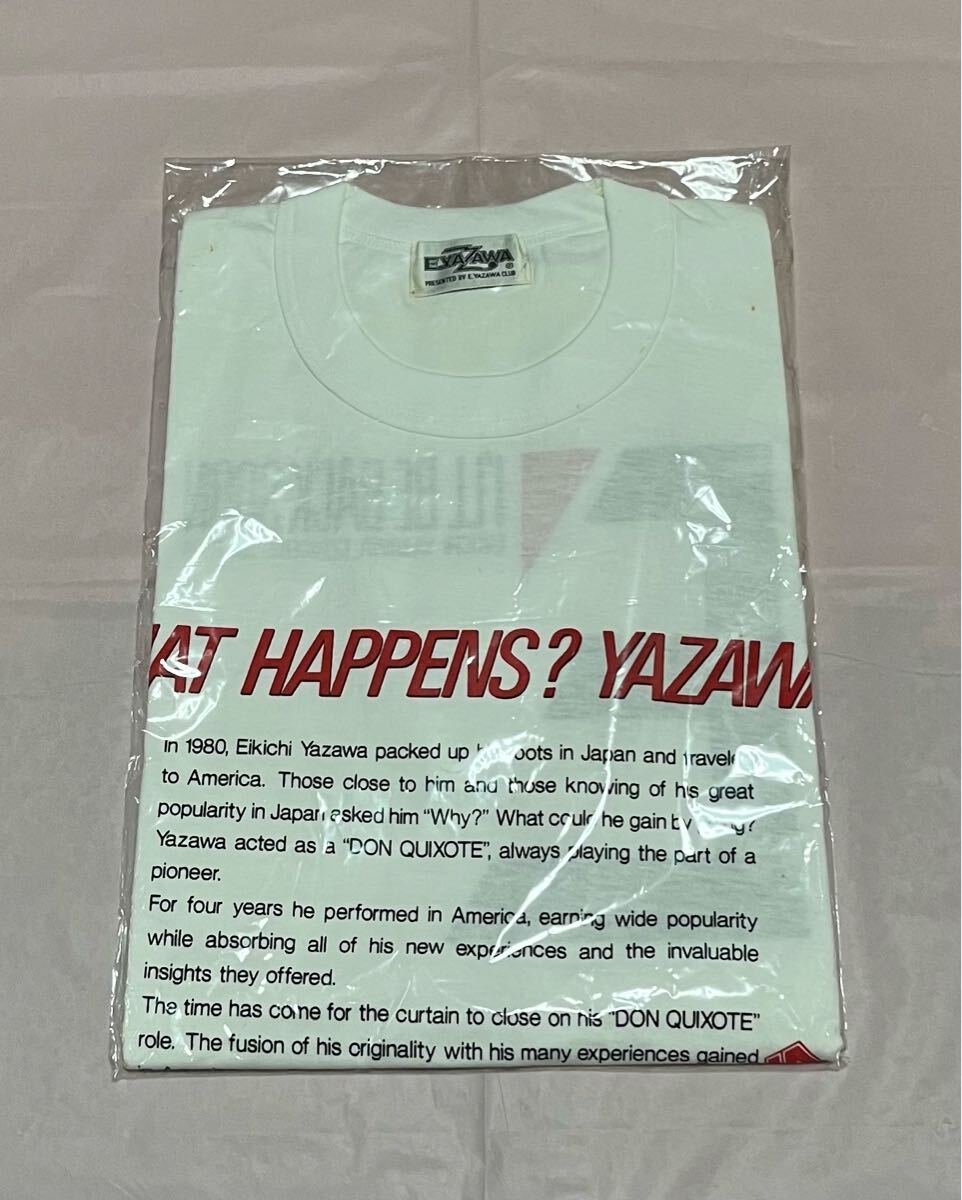 E.YAZAWA
PRESENTED BY E.YAZAWA CLUB
HAT HAPPENS? YAZAWA
In 1980, Eikichi Yazawa packed up his roots in Japan and traveled
to America. Those close to him and those knowing of his great
popularity in Japan asked him “Why?” What could he gain by
Yazawa acted as a “DON QUIXOTE”, always playing the part of a
pioneer.
For four years he performed in America, earning wide popularity
while absorbing all of his new experiences and the invaluable
insights they offered.
The time has come for the curtain to close on his “DON QUIXOTE”
role. The fusion of his originality with his many experiences gained